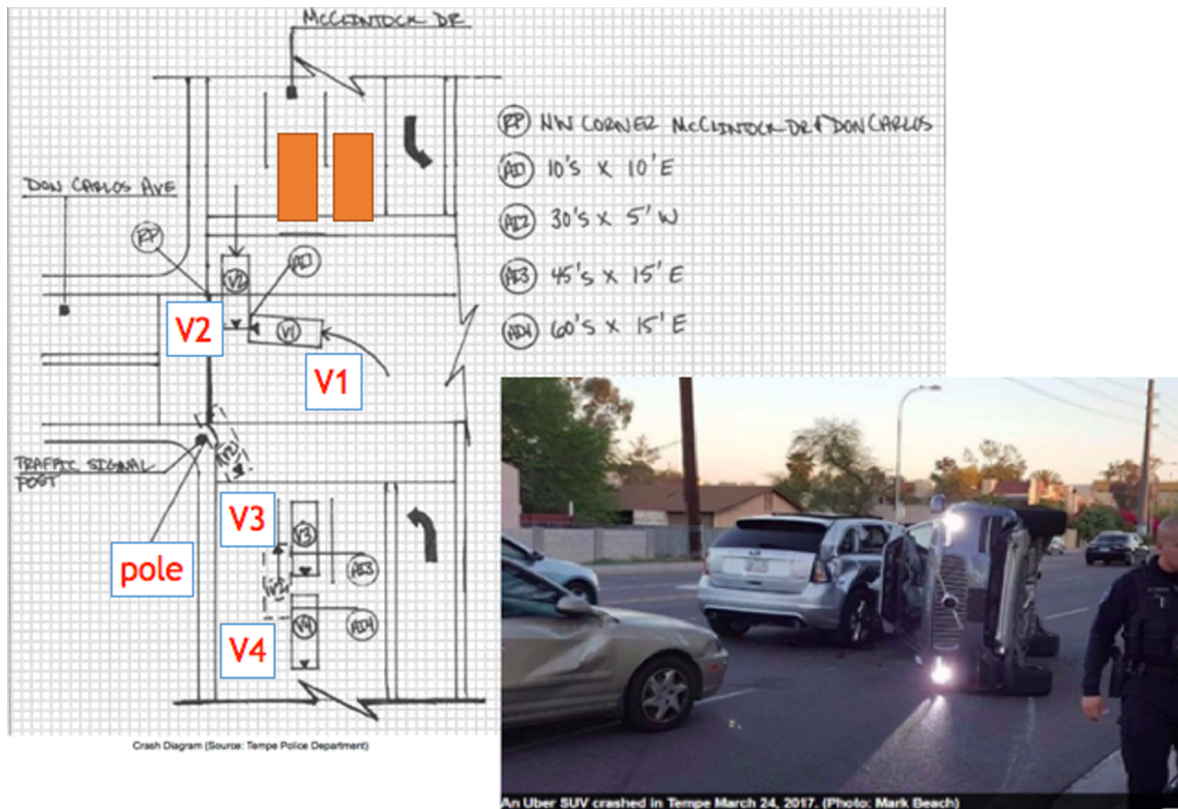 McCLINTOCK DR
RP NW CORNER McCLINTOCK DR & DON CARLOS
AI1 10's x 10'E
DON CARLOS AVE
AI2 30's x 5'W
RP
AI1
V2
AI3 45's x 15'E
V2
V1
AI4 60's x 15'E
V1
(V2)
TRAFFIC SIGNAL
POST
V3
V3
pole
AI3
(V2)
V4
AI4
V4
Crash Diagram (Source: Tempe Police Department)
An Uber SUV crashed in Tempe March 24, 2017. (Photo: Mark Beach)